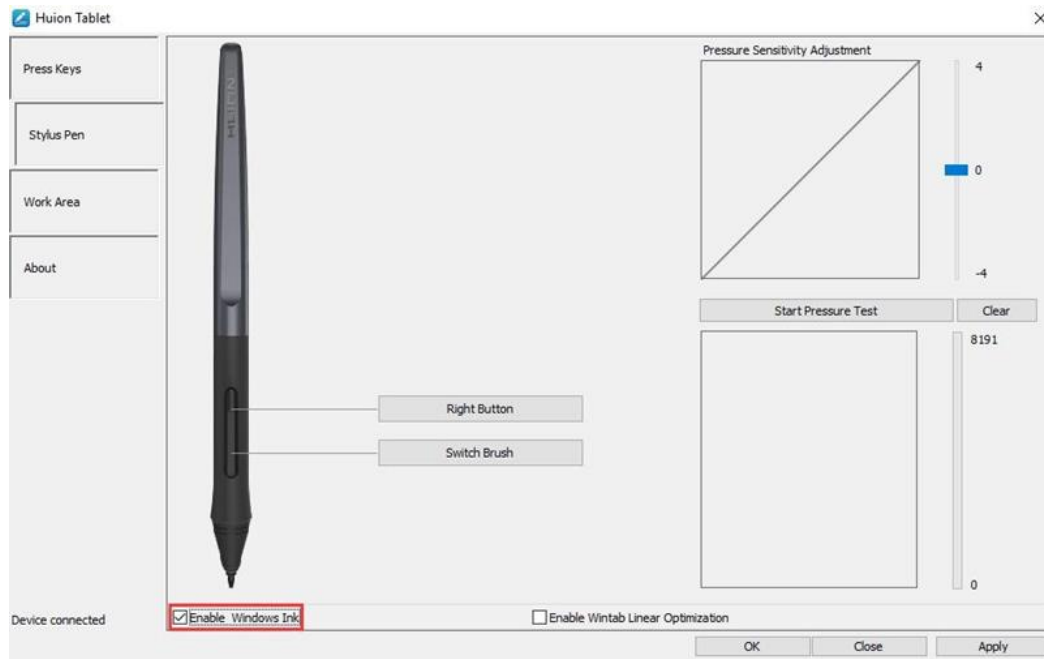 Huion Tablet
Press Keys
Stylus Pen
Work Area
About
Device connected
HUION
Right Button
Switch Brush
Enable Windows Ink
Enable Wintab Linear Optimization
Pressure Sensitivity Adjustment
4
0
-4
Start Pressure Test
Clear
8191
0
OK
Close
Apply